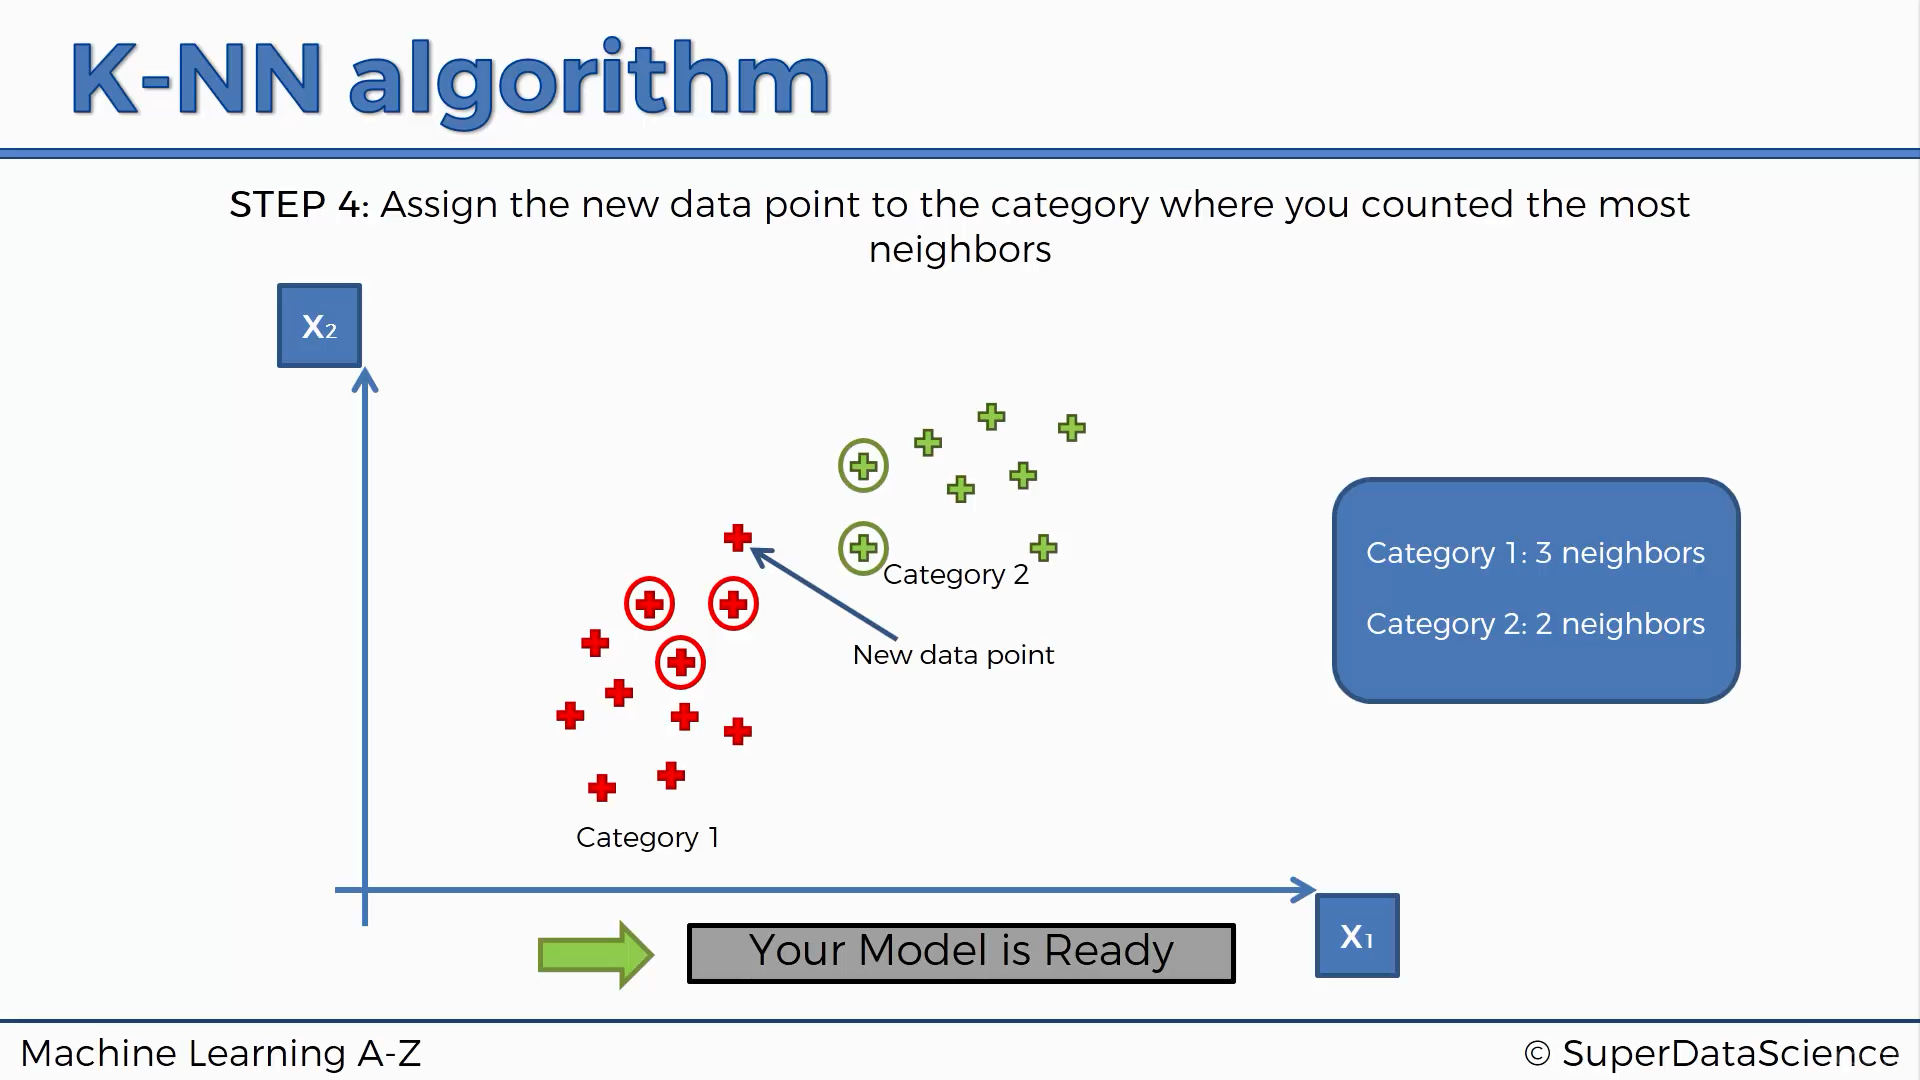 K-NN algorithm
STEP 4: Assign the new data point to the category where you counted the most
neighbors
X2
Category 2
Category 1: 3 neighbors
Category 2: 2 neighbors
New data point
Category 1
X1
Your Model is Ready
Machine Learning A-Z
© SuperDataScience